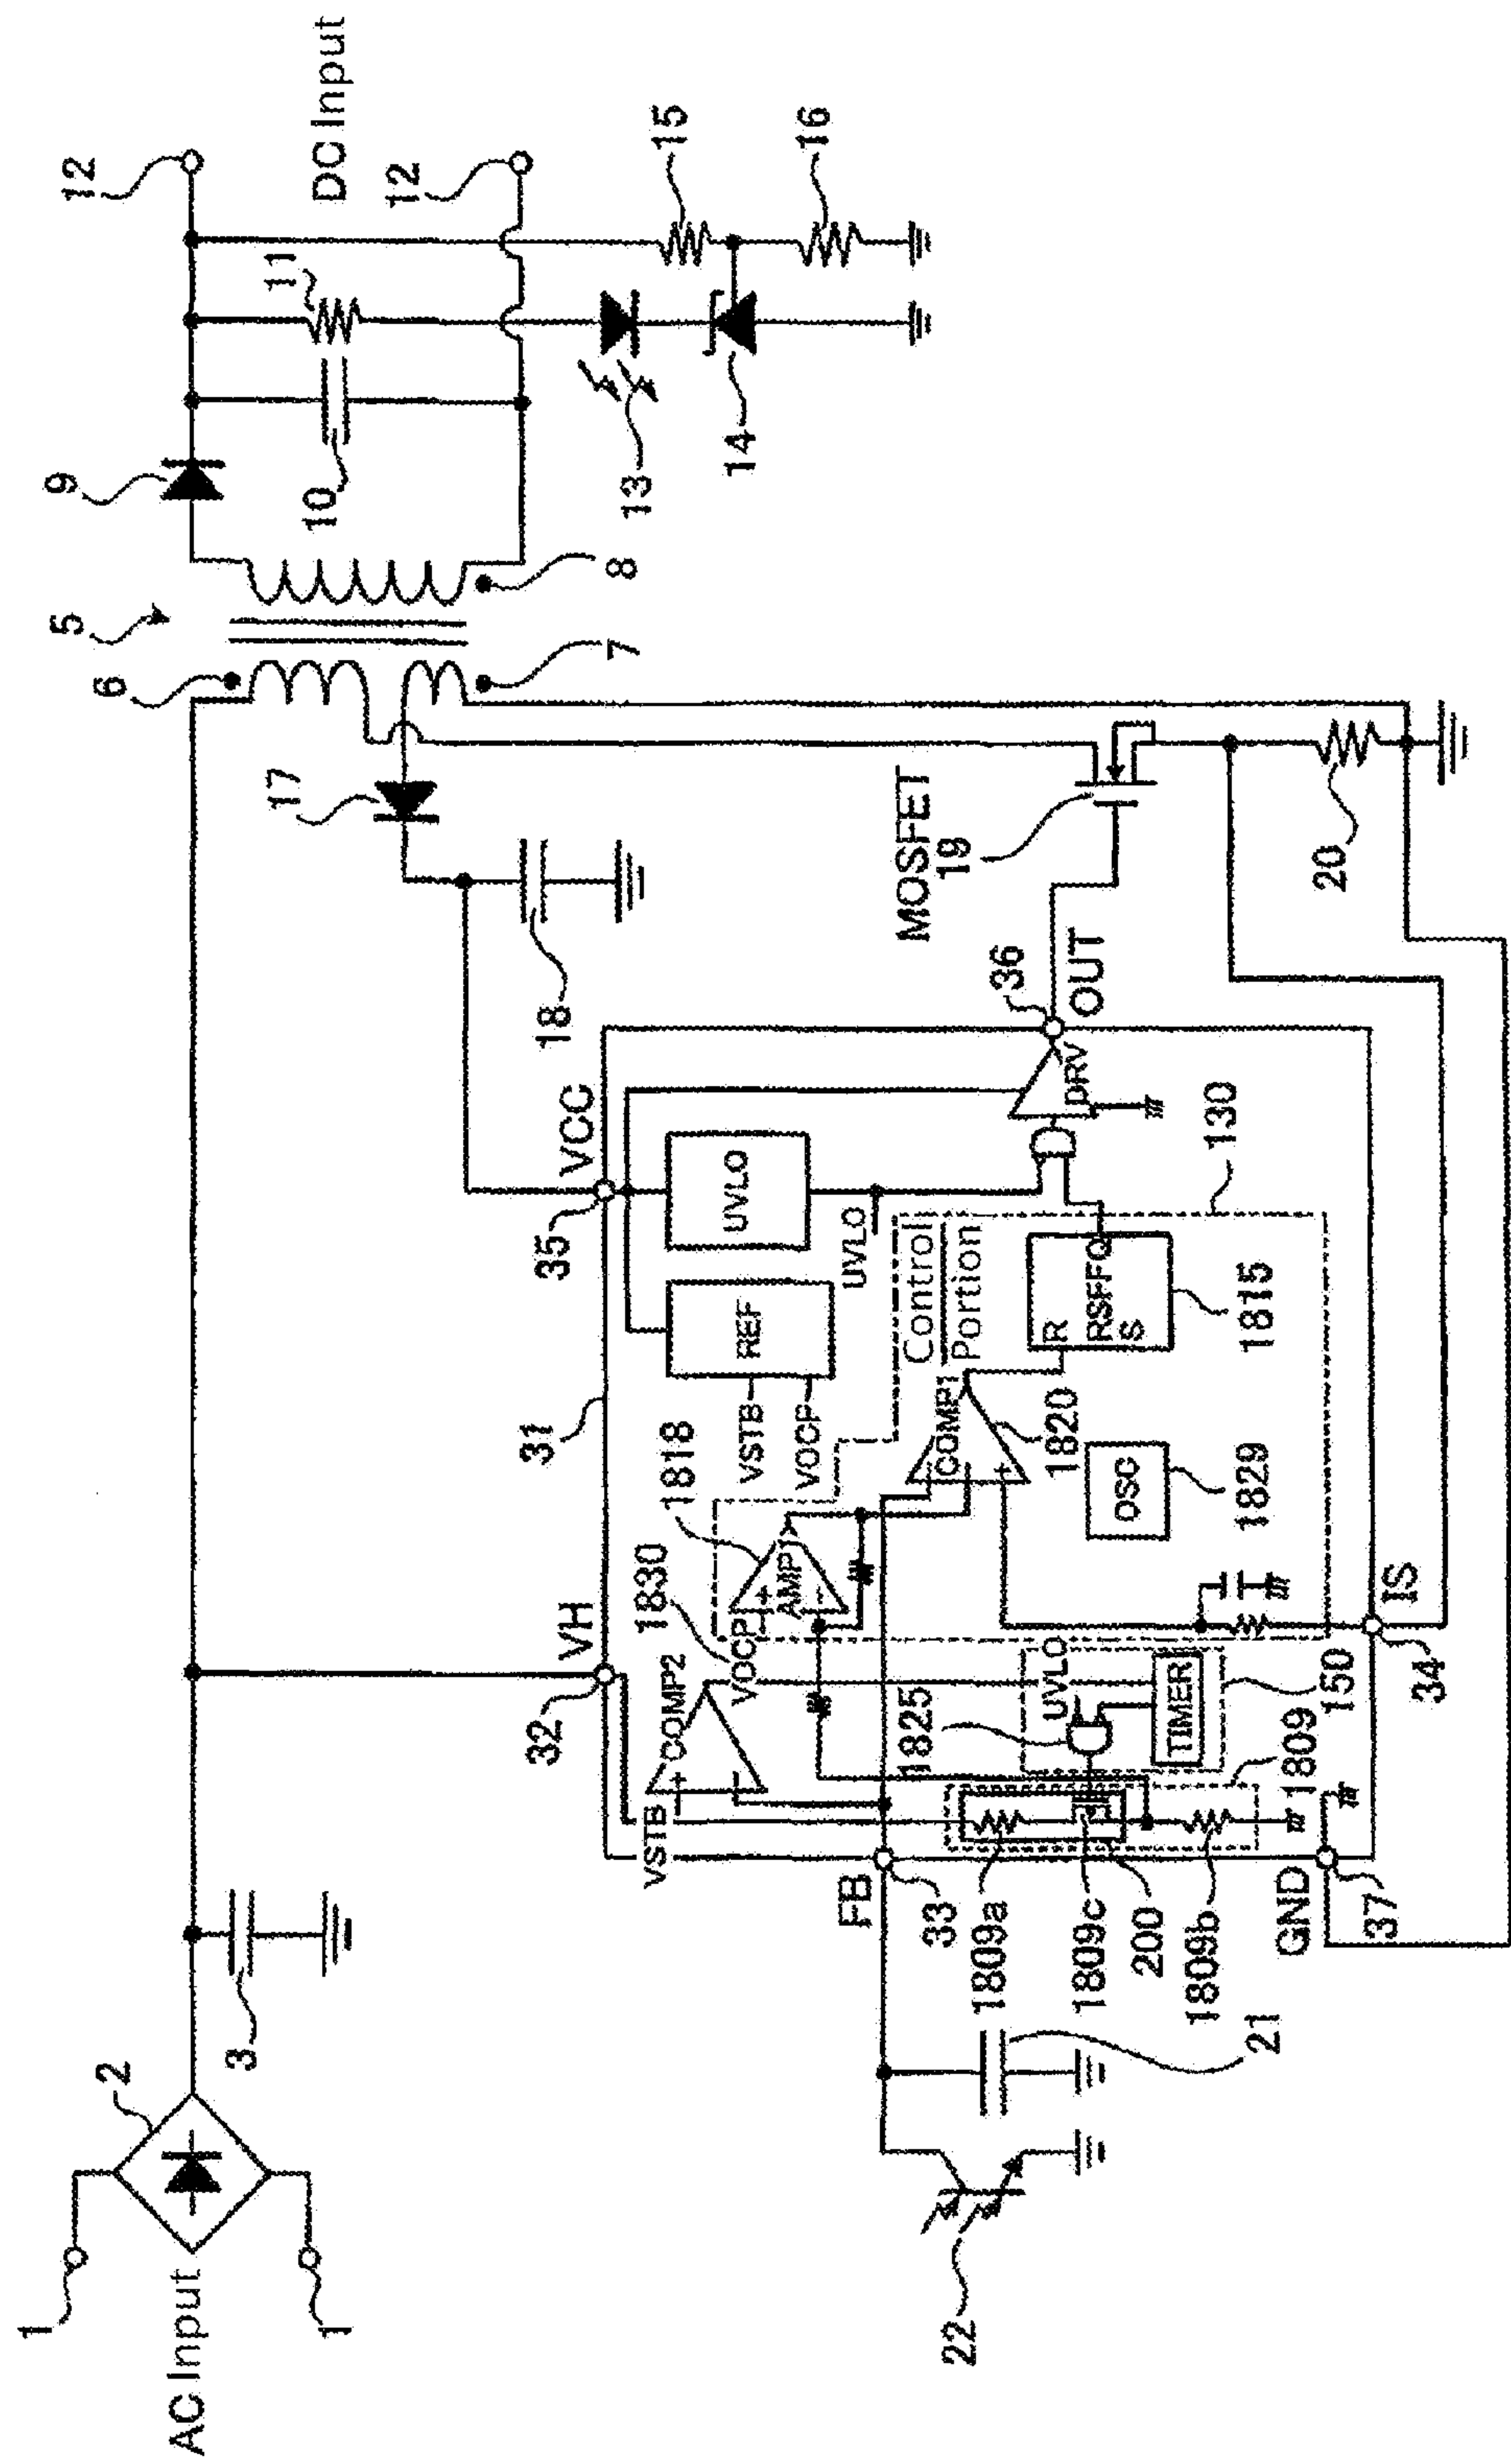 AC Input
1
1
2
3
5
6
7
8
9
10
11
12
DC Input
12
13
14
15
16
17
18
MOSFET
19
20
31
VH
32
VCC
35
36
OUT
UVLO
UVLO
REF
VSTB
VOCP
1818
AMP1
VOCP
1830
COMP2
VSTB
Control
Portion
COMP1
1820
R
RSFF Q
S
1815
OSC
1829
DRV
130
UVLO
1825
TIMER
150
1809
FB
33
1809a
1809c
200
1809b
GND
37
IS
34
21
22